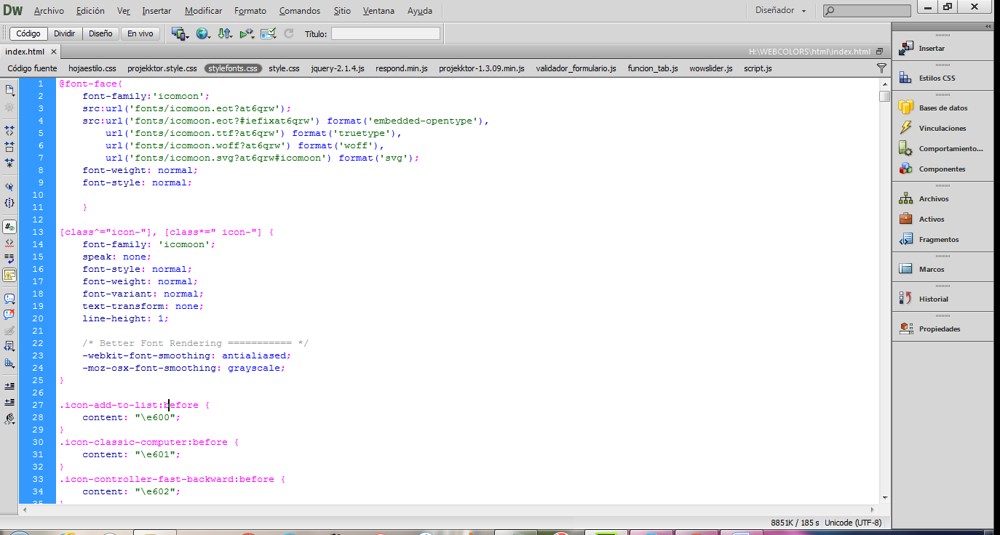 Dw Archivo Edición Ver Insertar Modificar Formato Comandos Sitio Ventana Ayuda Diseñador
Código Dividir Diseño En vivo Título:
index.html H:\WEBCOLORS\html\index.html
Código fuente hojaestilo.css projekktor.style.css stylefonts.css style.css jquery-2.1.4.js respond.min.js projekktor-1.3.09.min.js validador_formulario.js funcion_tab.js wowslider.js script.js
1 @font-face{
2 font-family:'icomoon';
3 src:url('fonts/icomoon.eot?at6qrw');
4 src:url('fonts/icomoon.eot?#iefixat6qrw') format('embedded-opentype'),
5 url('fonts/icomoon.ttf?at6qrw') format('truetype'),
6 url('fonts/icomoon.woff?at6qrw') format('woff'),
7 url('fonts/icomoon.svg?at6qrw#icomoon') format('svg');
8 font-weight: normal;
9 font-style: normal;
10
11 }
12
13 [class^="icon-"], [class*=" icon-"] {
14 font-family: 'icomoon';
15 speak: none;
16 font-style: normal;
17 font-weight: normal;
18 font-variant: normal;
19 text-transform: none;
20 line-height: 1;
21
22 /* Better Font Rendering =========== */
23 -webkit-font-smoothing: antialiased;
24 -moz-osx-font-smoothing: grayscale;
25 }
26
27 .icon-add-to-list:before {
28 content: "\e600";
29 }
30 .icon-classic-computer:before {
31 content: "\e601";
32 }
33 .icon-controller-fast-backward:before {
34 content: "\e602";
35 }
8851K / 185 s Unicode (UTF-8)
Insertar
Estilos CSS
Bases de datos
Vinculaciones
Comportamiento...
Componentes
Archivos
Activos
Fragmentos
Marcos
Historial
Propiedades